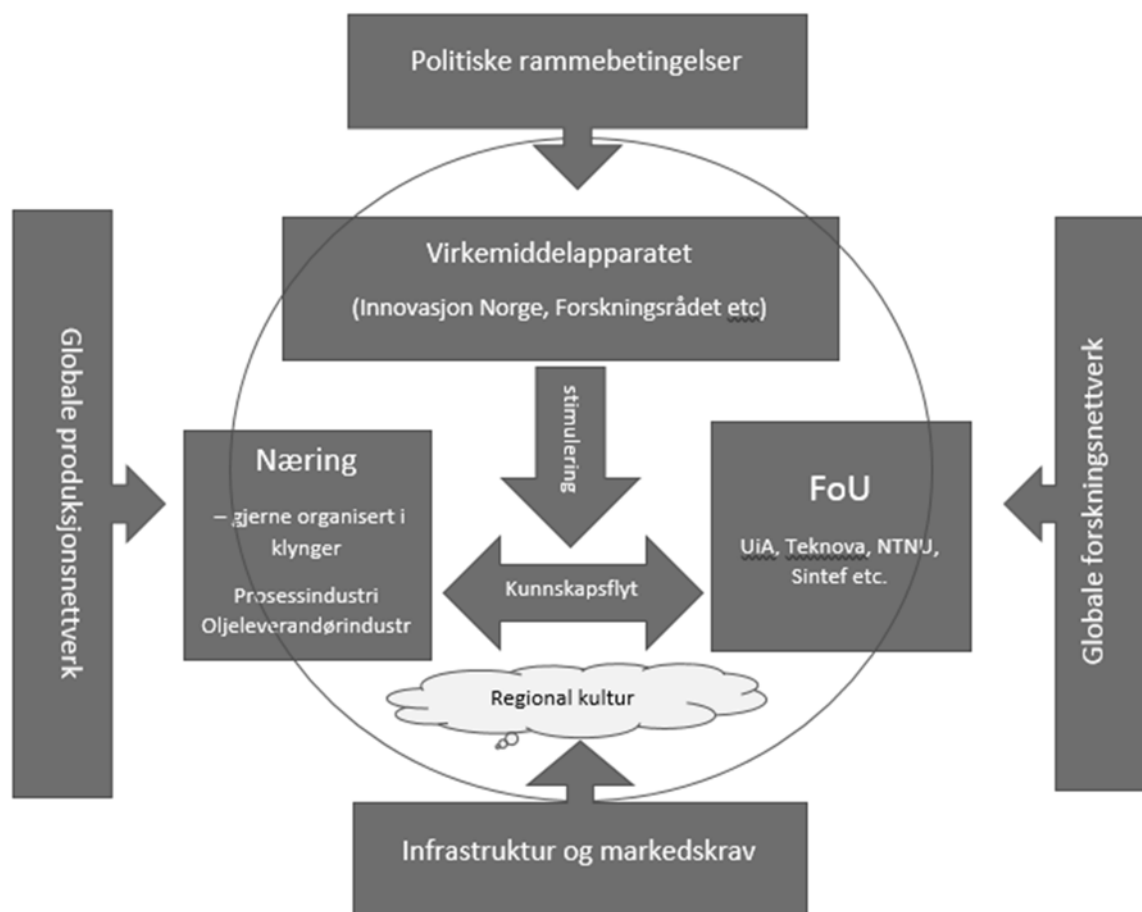 Politiske rammebetingelser
Virkemiddelapparatet
(Innovasjon Norge, Forskningsrådet etc)
Globale produksjonsnettverk
stimulering
Næring
– gjerne organisert i
klynger
Prosessindustri
Oljeleverandørindustr
Kunnskapsflyt
FoU
UiA, Teknova, NTNU,
Sintef etc.
Globale forskningsnettverk
Regional kultur
Infrastruktur og markedskrav